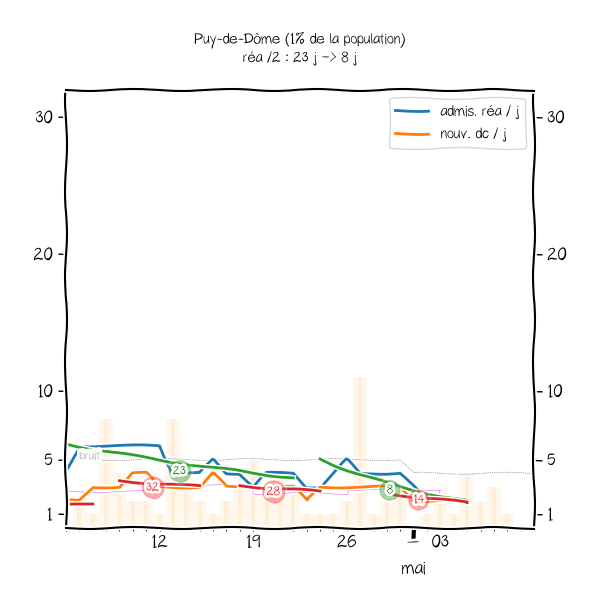 Puy-de-Dôme (1% de la population)
réa /2 : 23 j -> 8 j
admis. réa / j
nouv. dc / j
30 30
20 20
10 10
5 5
1 1
bruit
23
32
28
8
14
12 19 26 – 03
mai